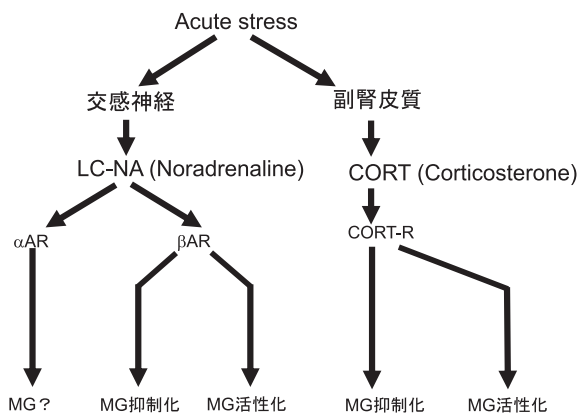 Acute stress
交感神経
副腎皮質
LC-NA (Noradrenaline)
CORT (Corticosterone)
αAR
βAR
CORT-R
MG？
MG抑制化
MG活性化
MG抑制化
MG活性化